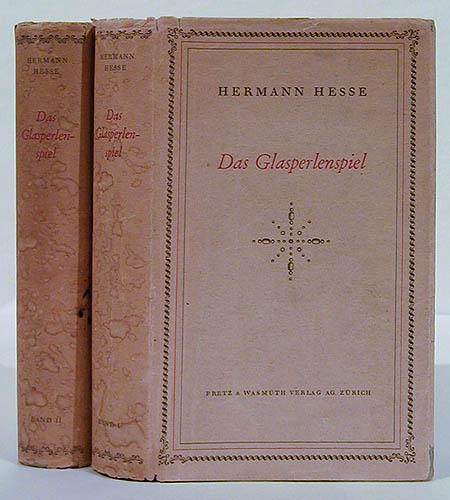 HERMANN
HESSE
Das
Glasperlen-
spiel
BAND II
HERMANN
HESSE
Das
Glasperlen-
spiel
BAND I
HERMANN HESSE
Das Glasperlenspiel
FRETZ & WASMUTH VERLAG AG. ZÜRICH